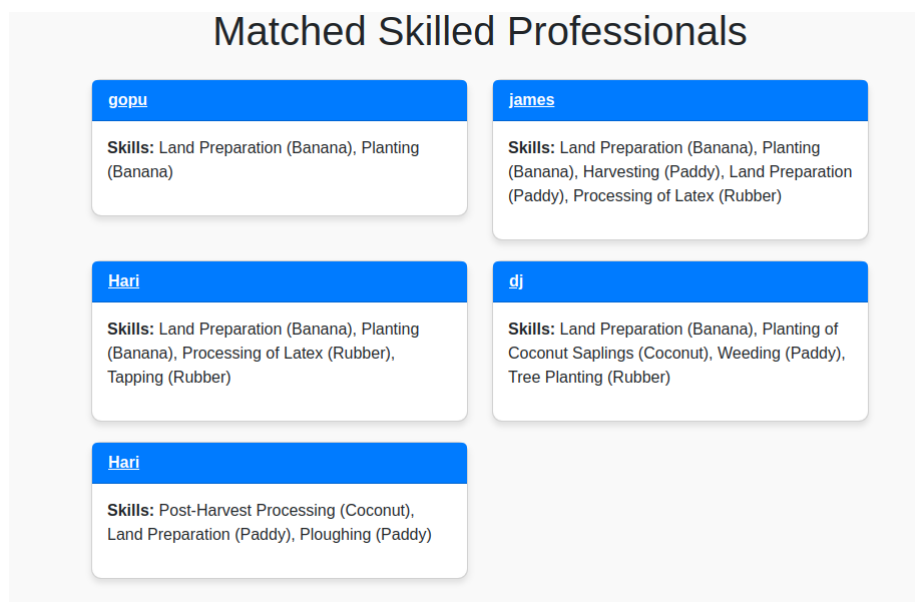 Matched Skilled Professionals
gopu
Skills: Land Preparation (Banana), Planting
(Banana)
james
Skills: Land Preparation (Banana), Planting
(Banana), Harvesting (Paddy), Land Preparation
(Paddy), Processing of Latex (Rubber)
Hari
Skills: Land Preparation (Banana), Planting
(Banana), Processing of Latex (Rubber),
Tapping (Rubber)
dj
Skills: Land Preparation (Banana), Planting of
Coconut Saplings (Coconut), Weeding (Paddy),
Tree Planting (Rubber)
Hari
Skills: Post-Harvest Processing (Coconut),
Land Preparation (Paddy), Ploughing (Paddy)